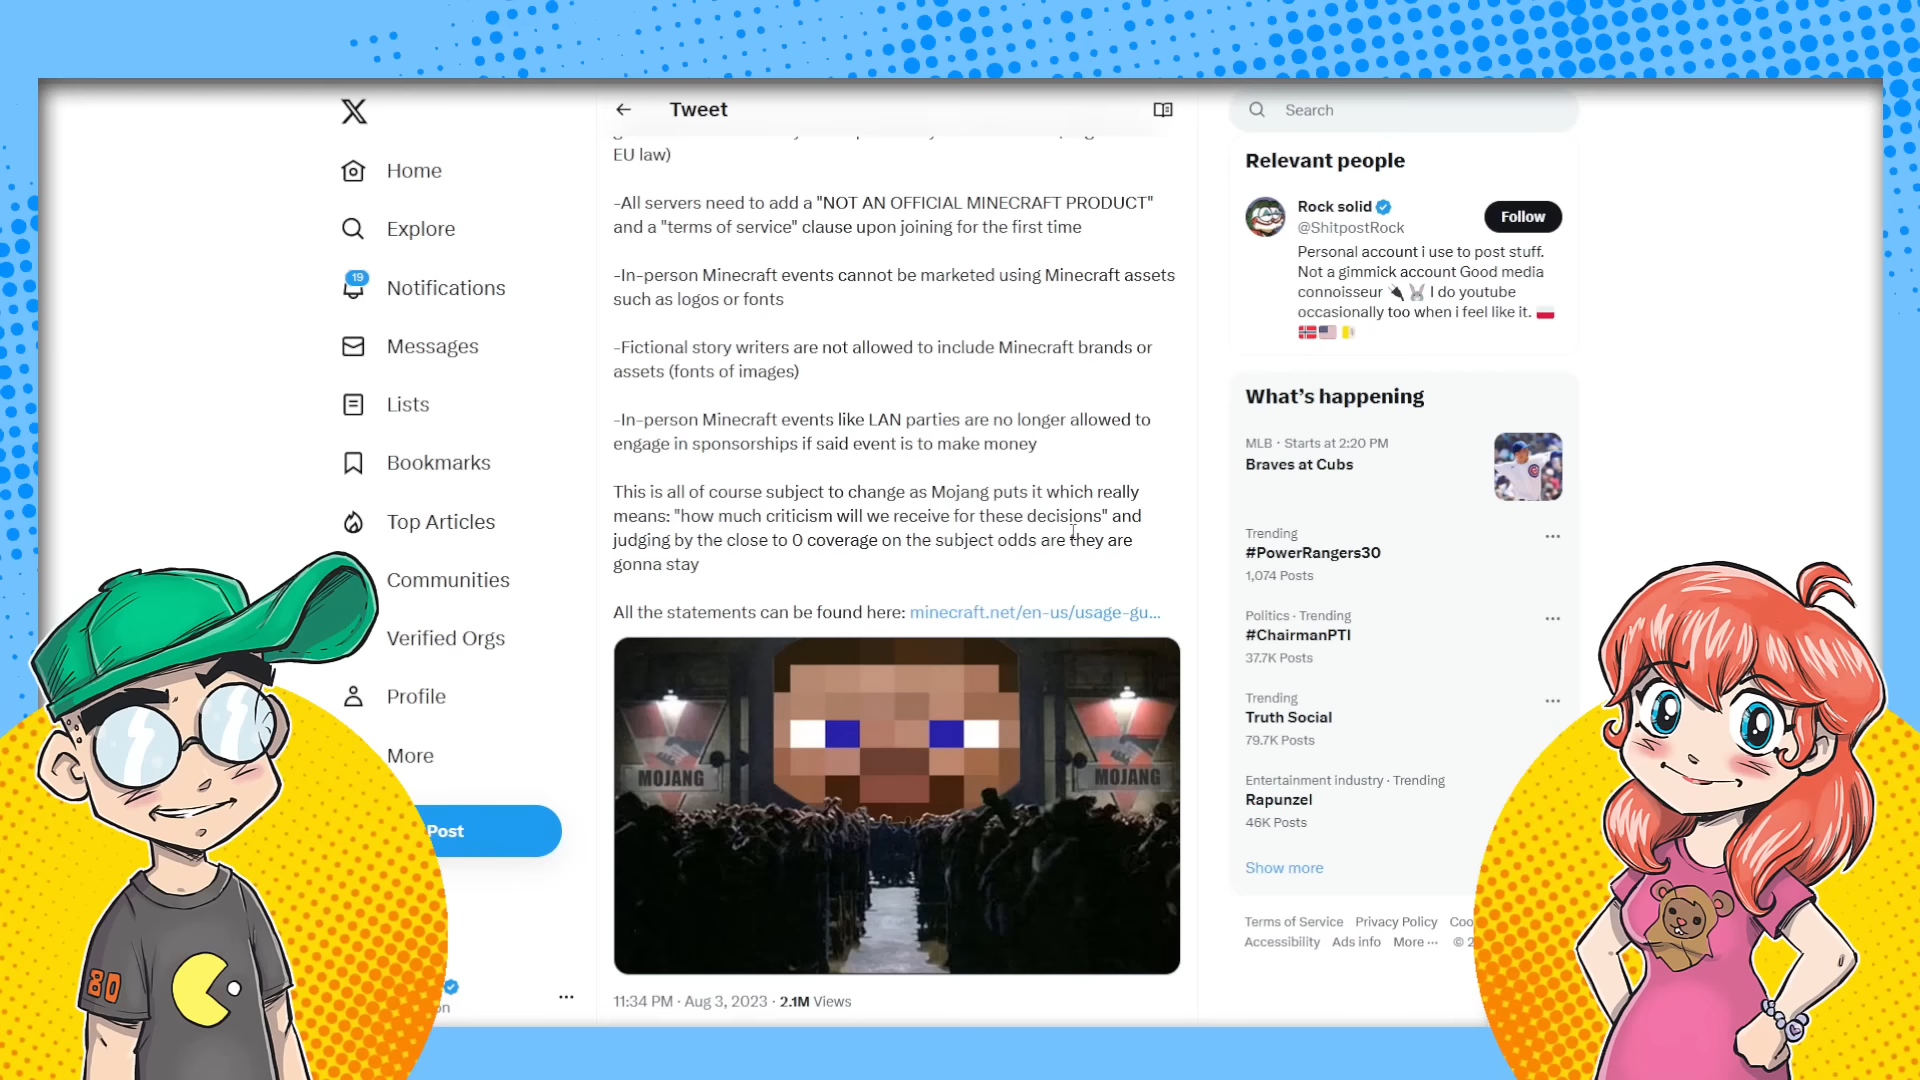 Tweet
Search
Home
Explore
19
Notifications
Messages
Lists
Bookmarks
Top Articles
Communities
Verified Orgs
Profile
More
Post
EU law)
-All servers need to add a "NOT AN OFFICIAL MINECRAFT PRODUCT"
and a "terms of service" clause upon joining for the first time
-In-person Minecraft events cannot be marketed using Minecraft assets
such as logos or fonts
-Fictional story writers are not allowed to include Minecraft brands or
assets (fonts of images)
-In-person Minecraft events like LAN parties are no longer allowed to
engage in sponsorships if said event is to make money
This is all of course subject to change as Mojang puts it which really
means: "how much criticism will we receive for these decisions" and
judging by the close to 0 coverage on the subject odds are they are
gonna stay
All the statements can be found here: minecraft.net/en-us/usage-gu...
MOJANG
MOJANG
11:34 PM · Aug 3, 2023 · 2.1M Views
Relevant people
Rock solid
@ShitpostRock
Follow
Personal account i use to post stuff.
Not a gimmick account Good media
connoisseur 🔌 🐰 I do youtube
occasionally too when i feel like it. 🇵🇱
🇳🇴 🇺🇸 🇻🇦
What's happening
MLB · Starts at 2:20 PM
Braves at Cubs
Trending
#PowerRangers30
1,074 Posts
Politics · Trending
#ChairmanPTI
37.7K Posts
Trending
Truth Social
79.7K Posts
Entertainment industry · Trending
Rapunzel
46K Posts
Show more
Terms of Service Privacy Policy Coo
Accessibility Ads info More ··· © 2
80
on